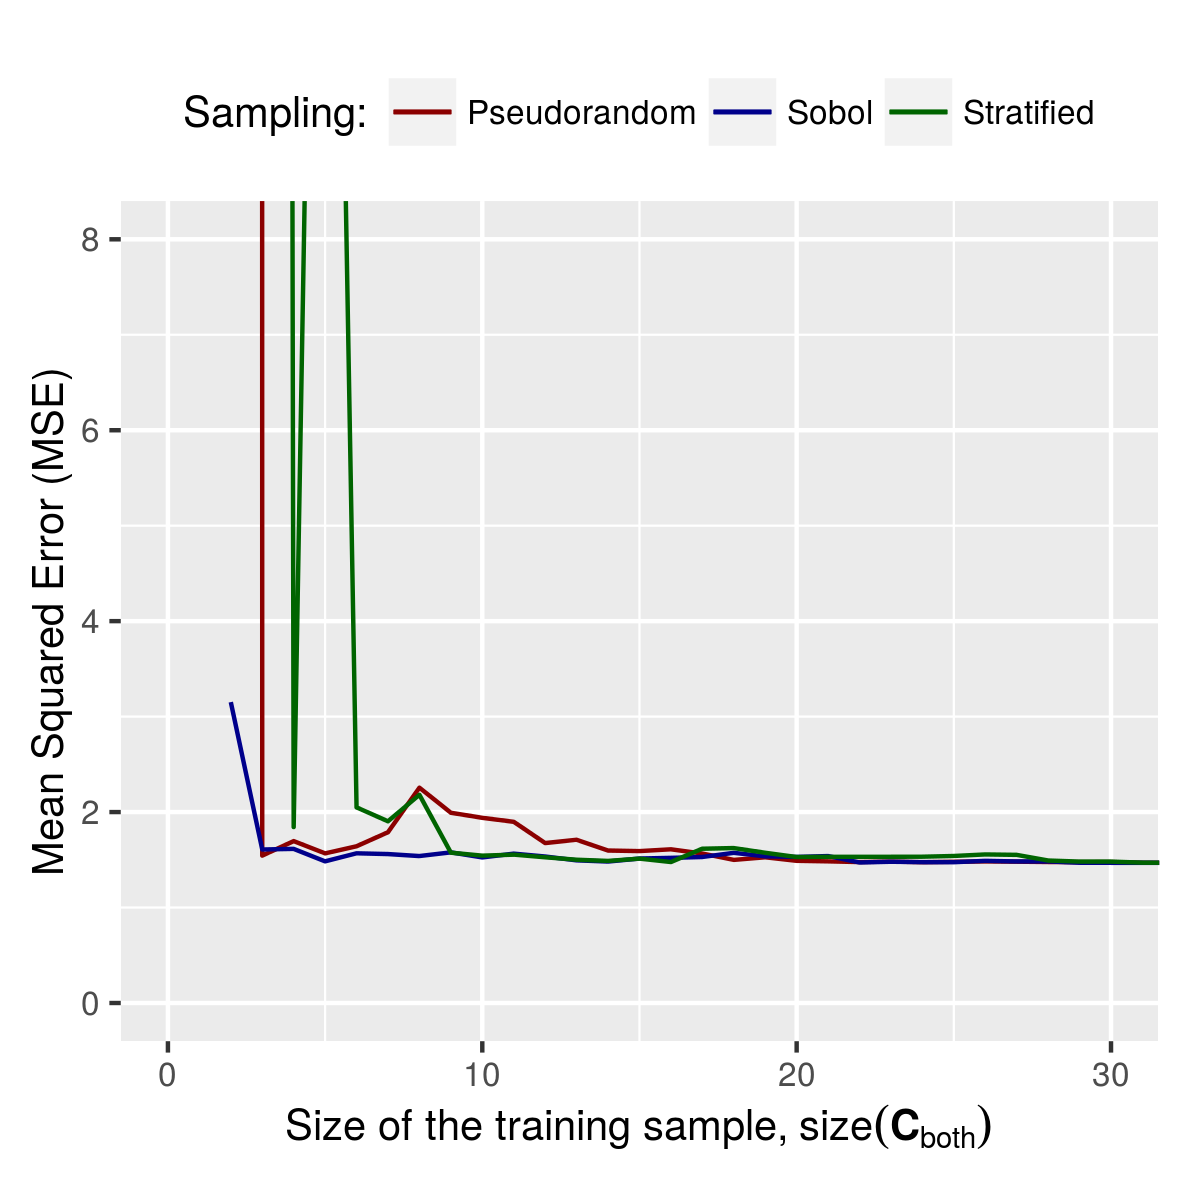 Sampling: Pseudorandom Sobol Stratified
8
6
4
2
0
Mean Squared Error (MSE)
0 10 20 30
Size of the training sample, size(C_both)